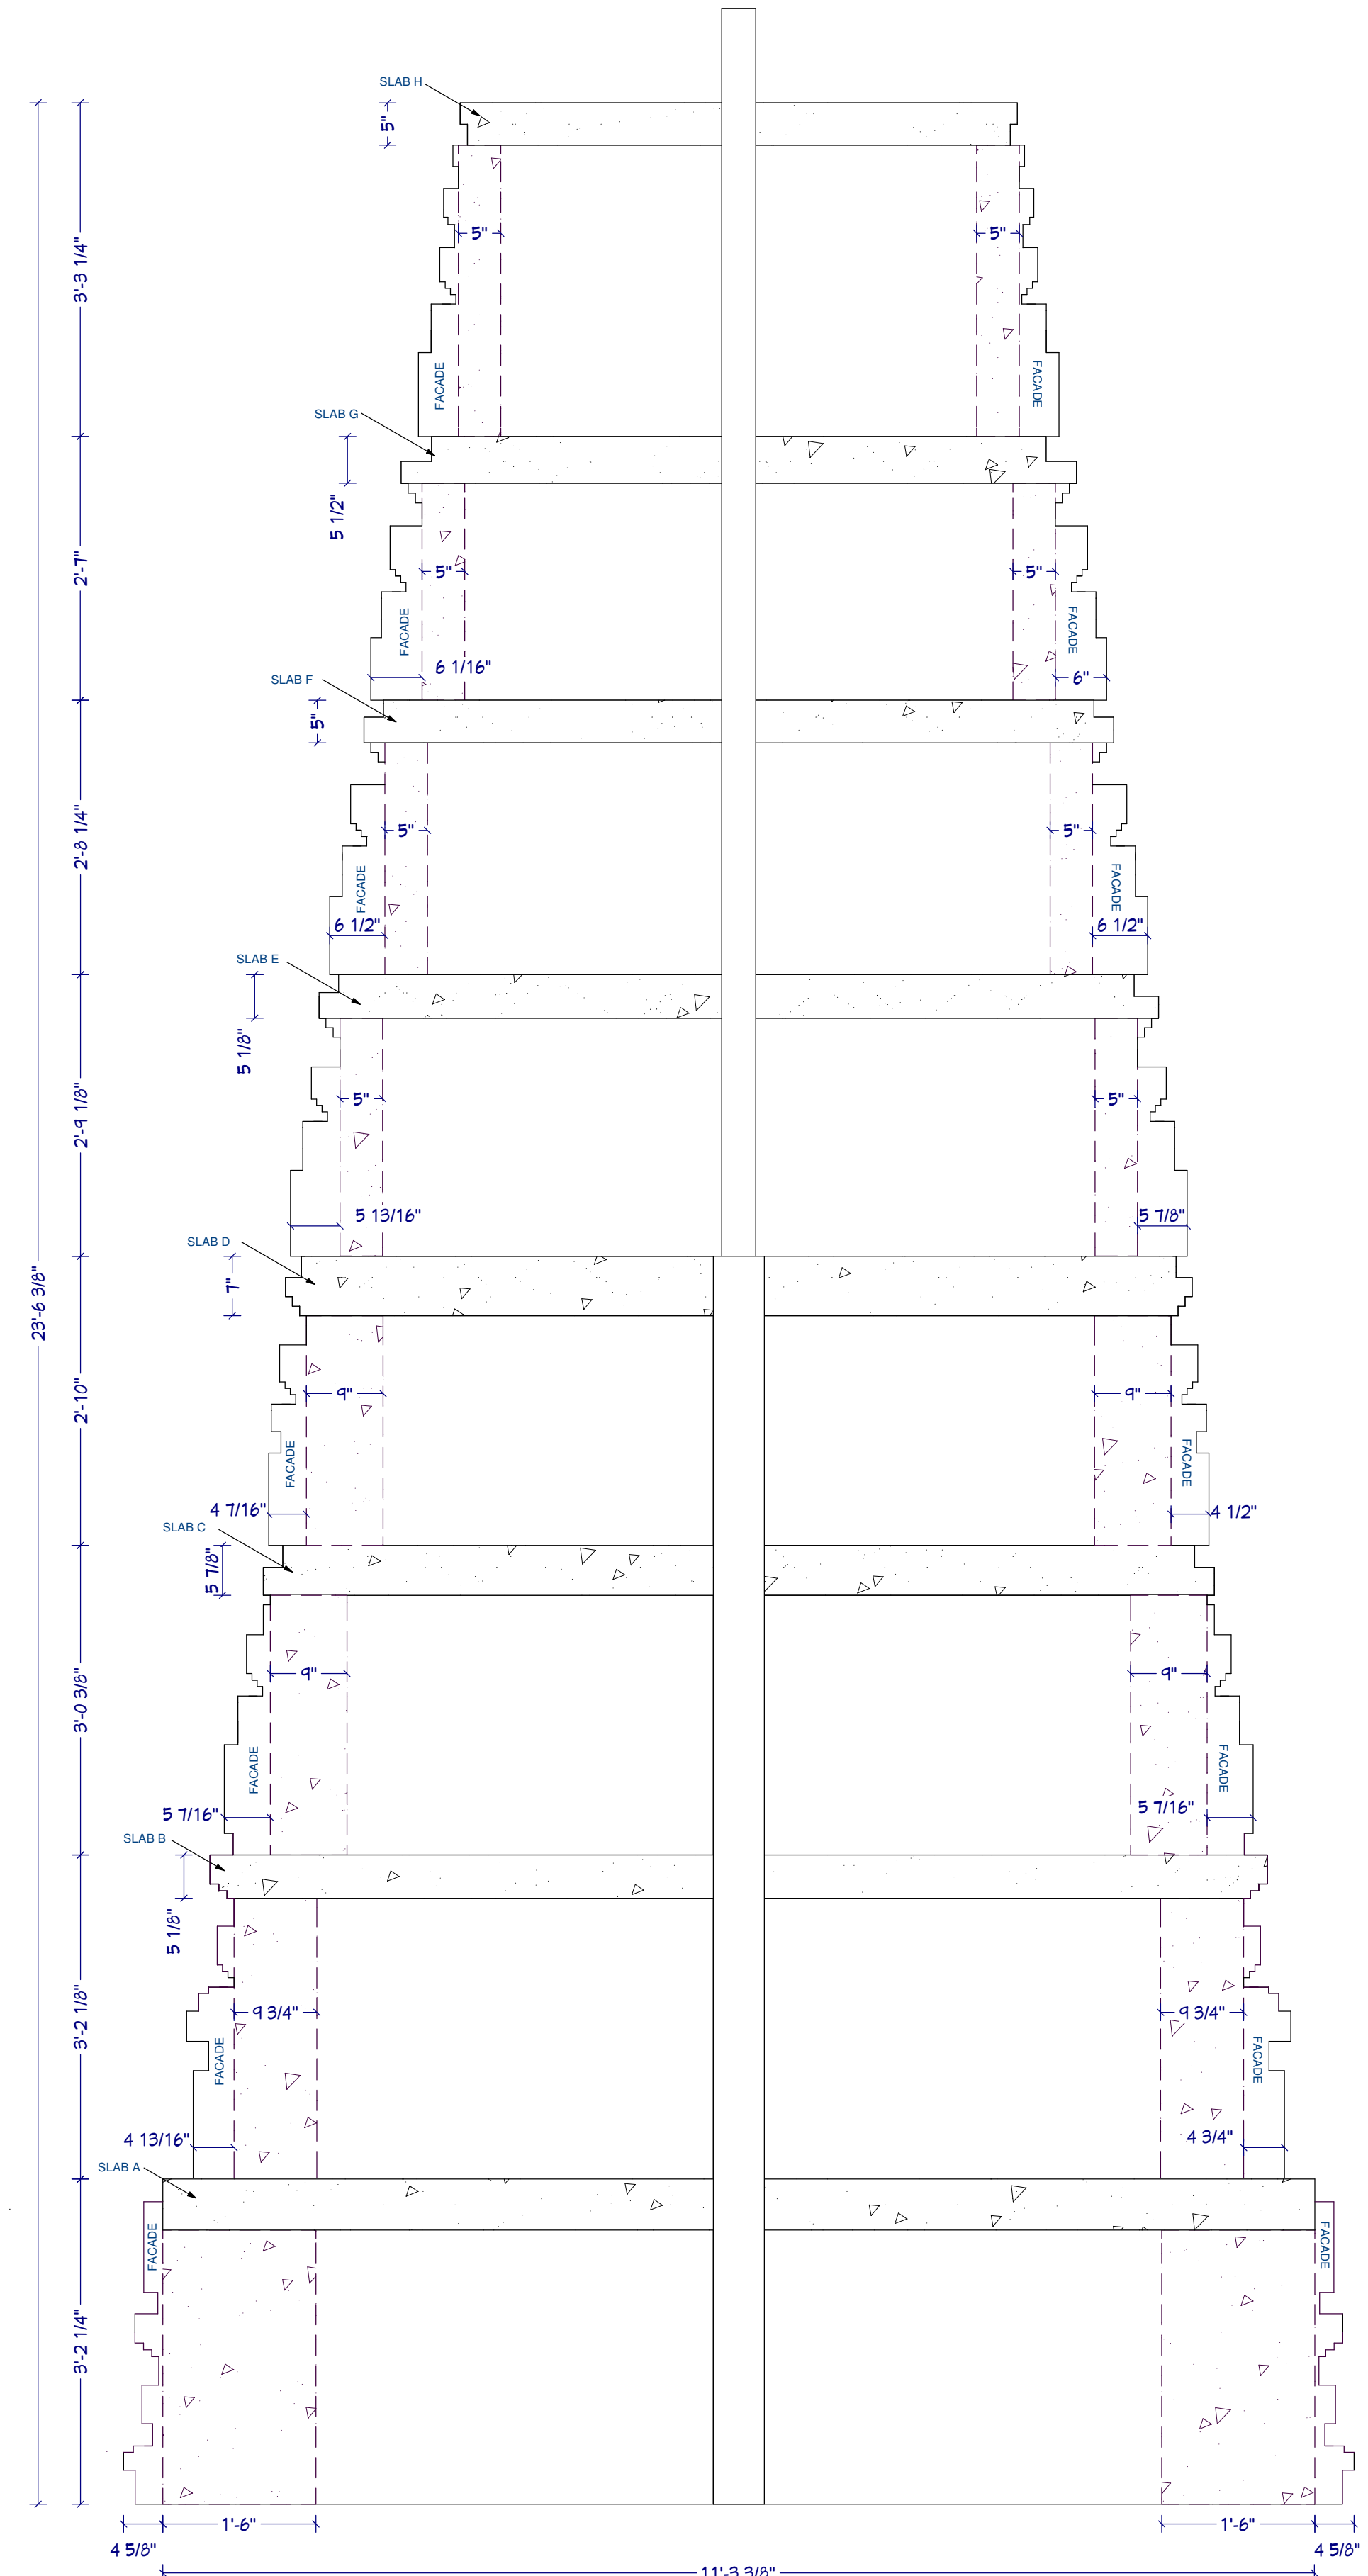 SLAB H
5"
3'-3 1/4"
5"
5"
FACADE
FACADE
SLAB G
5 1/2"
2'-7"
5"
5"
FACADE
FACADE
6 1/16"
6"
SLAB F
5"
2'-8 1/4"
5"
5"
FACADE
FACADE
6 1/2"
6 1/2"
SLAB E
5 1/8"
2'-9 1/8"
5"
5"
5 13/16"
5 7/8"
SLAB D
7"
23'-6 3/8"
2'-10"
9"
9"
FACADE
FACADE
4 7/16"
4 1/2"
SLAB C
5 7/8"
3'-0 3/8"
9"
9"
FACADE
FACADE
5 7/16"
5 7/16"
SLAB B
5 1/8"
3'-2 1/8"
9 3/4"
9 3/4"
FACADE
FACADE
4 13/16"
4 3/4"
SLAB A
FACADE
FACADE
3'-2 1/4"
1'-6"
1'-6"
4 5/8"
4 5/8"
11'-3 3/8"